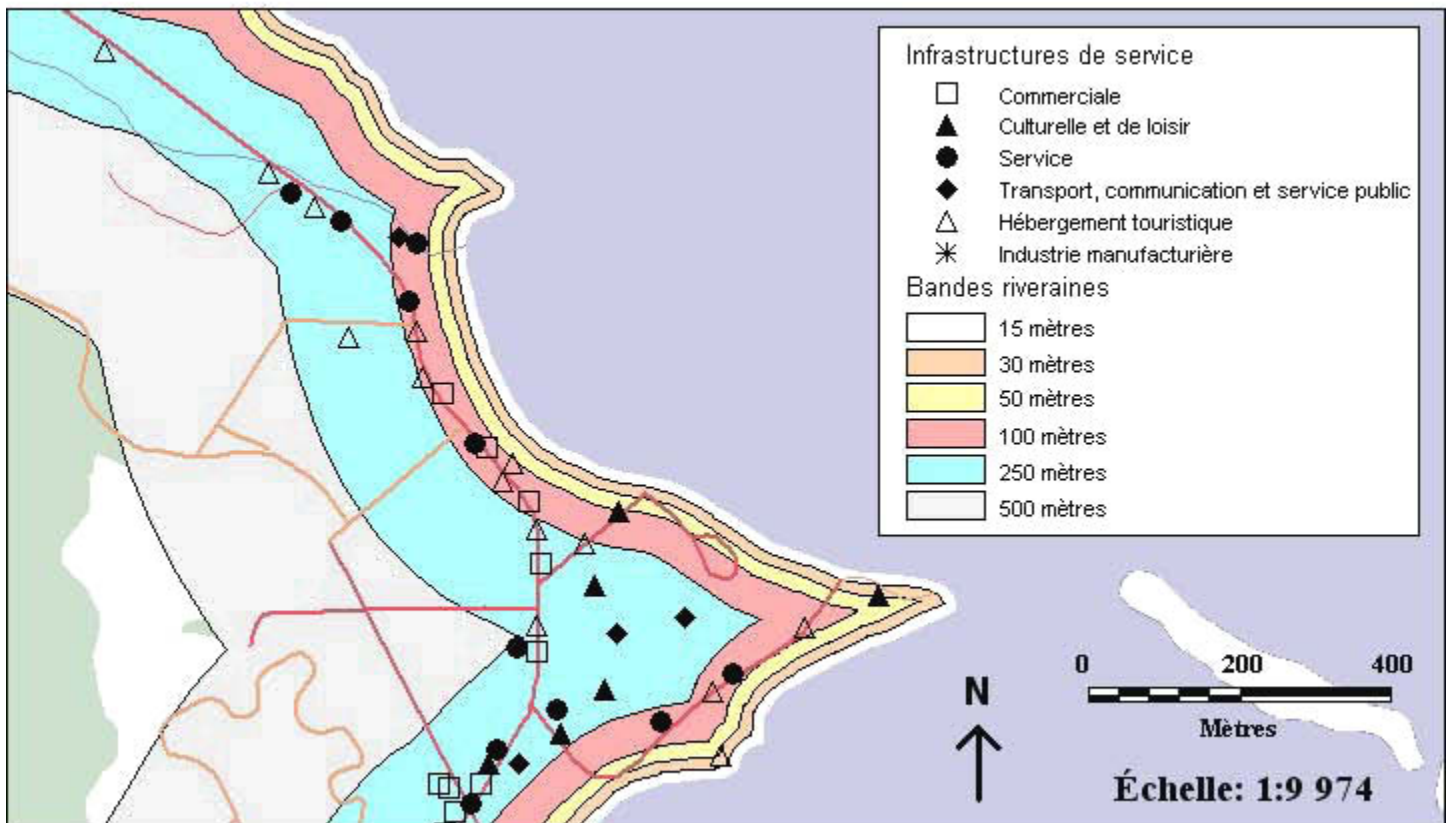 Infrastructures de service
Commerciale
Culturelle et de loisir
Service
Transport, communication et service public
Hébergement touristique
Industrie manufacturière
Bandes riveraines
15 mètres
30 mètres
50 mètres
100 mètres
250 mètres
500 mètres
0 200 400
Mètres
N
Échelle: 1:9 974